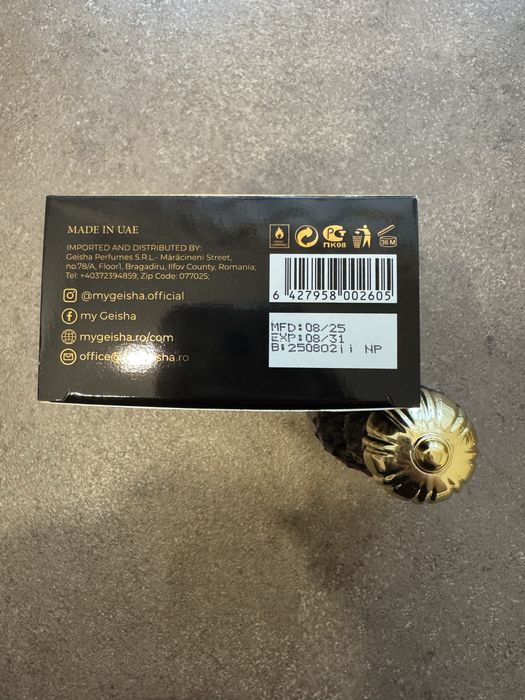 MADE IN UAE
IMPORTED AND DISTRIBUTED BY:
Geisha Perfumes S.R.L.- Mărăcineni Street,
no.78/A, Floor1, Bragadiru, Ilfov County, Romania;
Tel: +40372394859; Zip Code: 077025;
@mygeisha.official
my Geisha
mygeisha.ro/com
РСТ
ПК08
36 M
6 427958 002605
MFD:08/25
EXP:08/31
B:250802ii NP